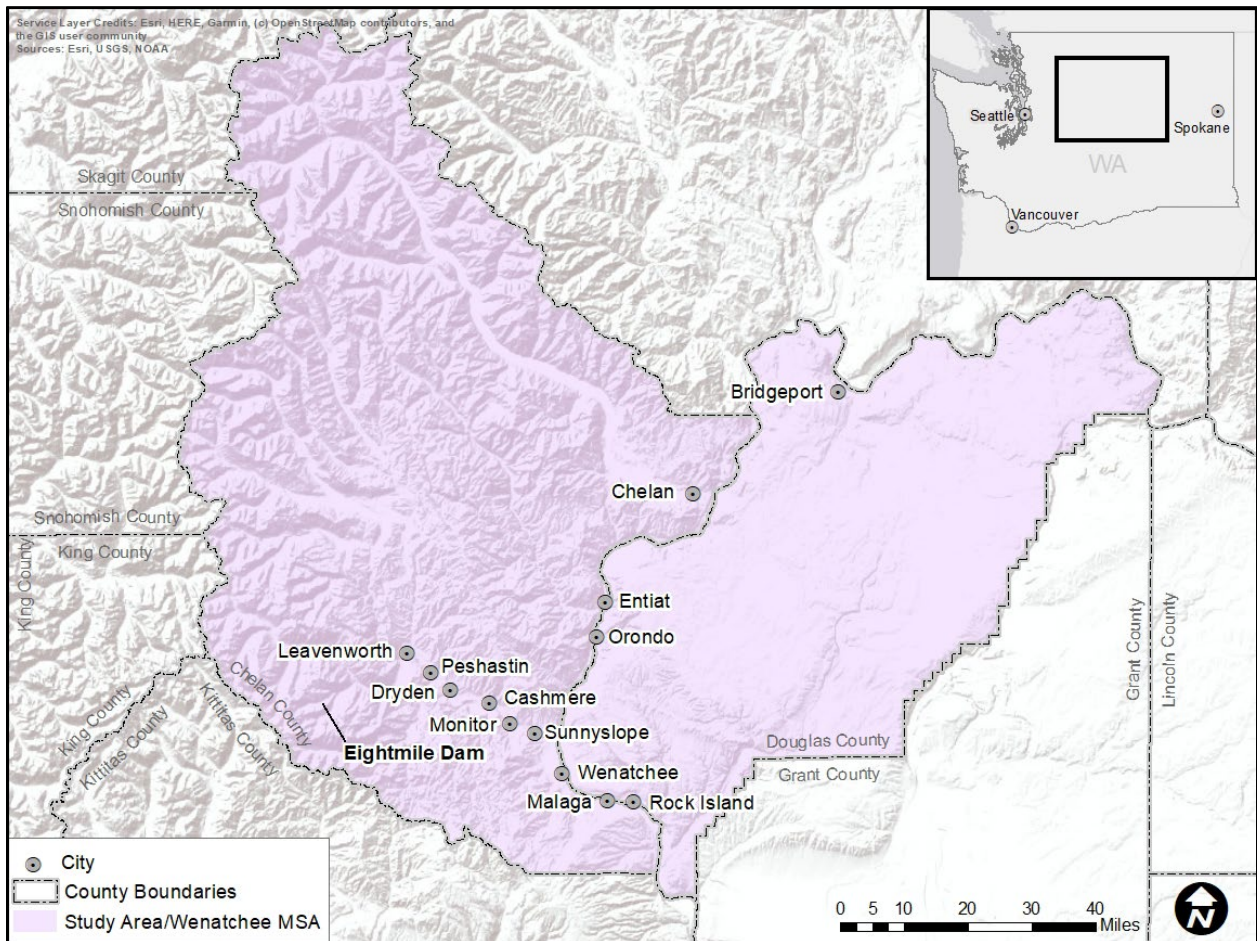 Service Layer Credits: Esri, HERE, Garmin, (c) OpenStreetMap contributors, and
the GIS user community
Sources: Esri, USGS, NOAA
Seattle
Spokane
WA
Vancouver
Skagit County
Snohomish County
Bridgeport
Chelan
Snohomish County
King County
King County
Entiat
Orondo
Leavenworth
Peshastin
Dryden
Cashmere
Monitor
Sunnyslope
Eightmile Dam
Chelan County
Kittitas County
King County
Kittitas County
Wenatchee
Malaga
Rock Island
Douglas County
Grant County
Grant County
Lincoln County
City
County Boundaries
Study Area/Wenatchee MSA
0 5 10 20 30 40
Miles
N